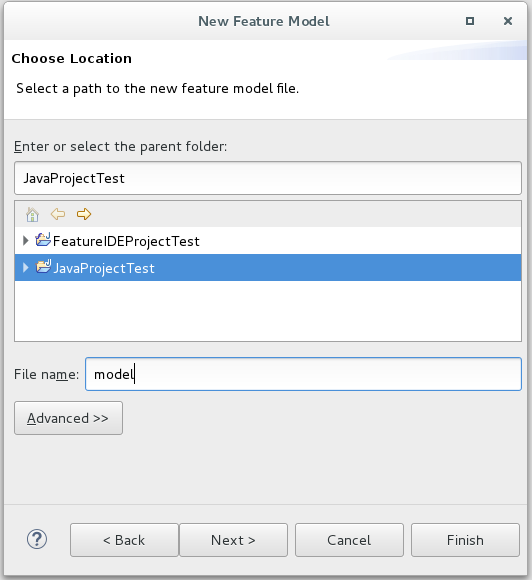 New Feature Model
Choose Location
Select a path to the new feature model file.
Enter or select the parent folder:
JavaProjectTest
FeatureIDEProjectTest
JavaProjectTest
File name: model
Advanced >>
? < Back Next > Cancel Finish